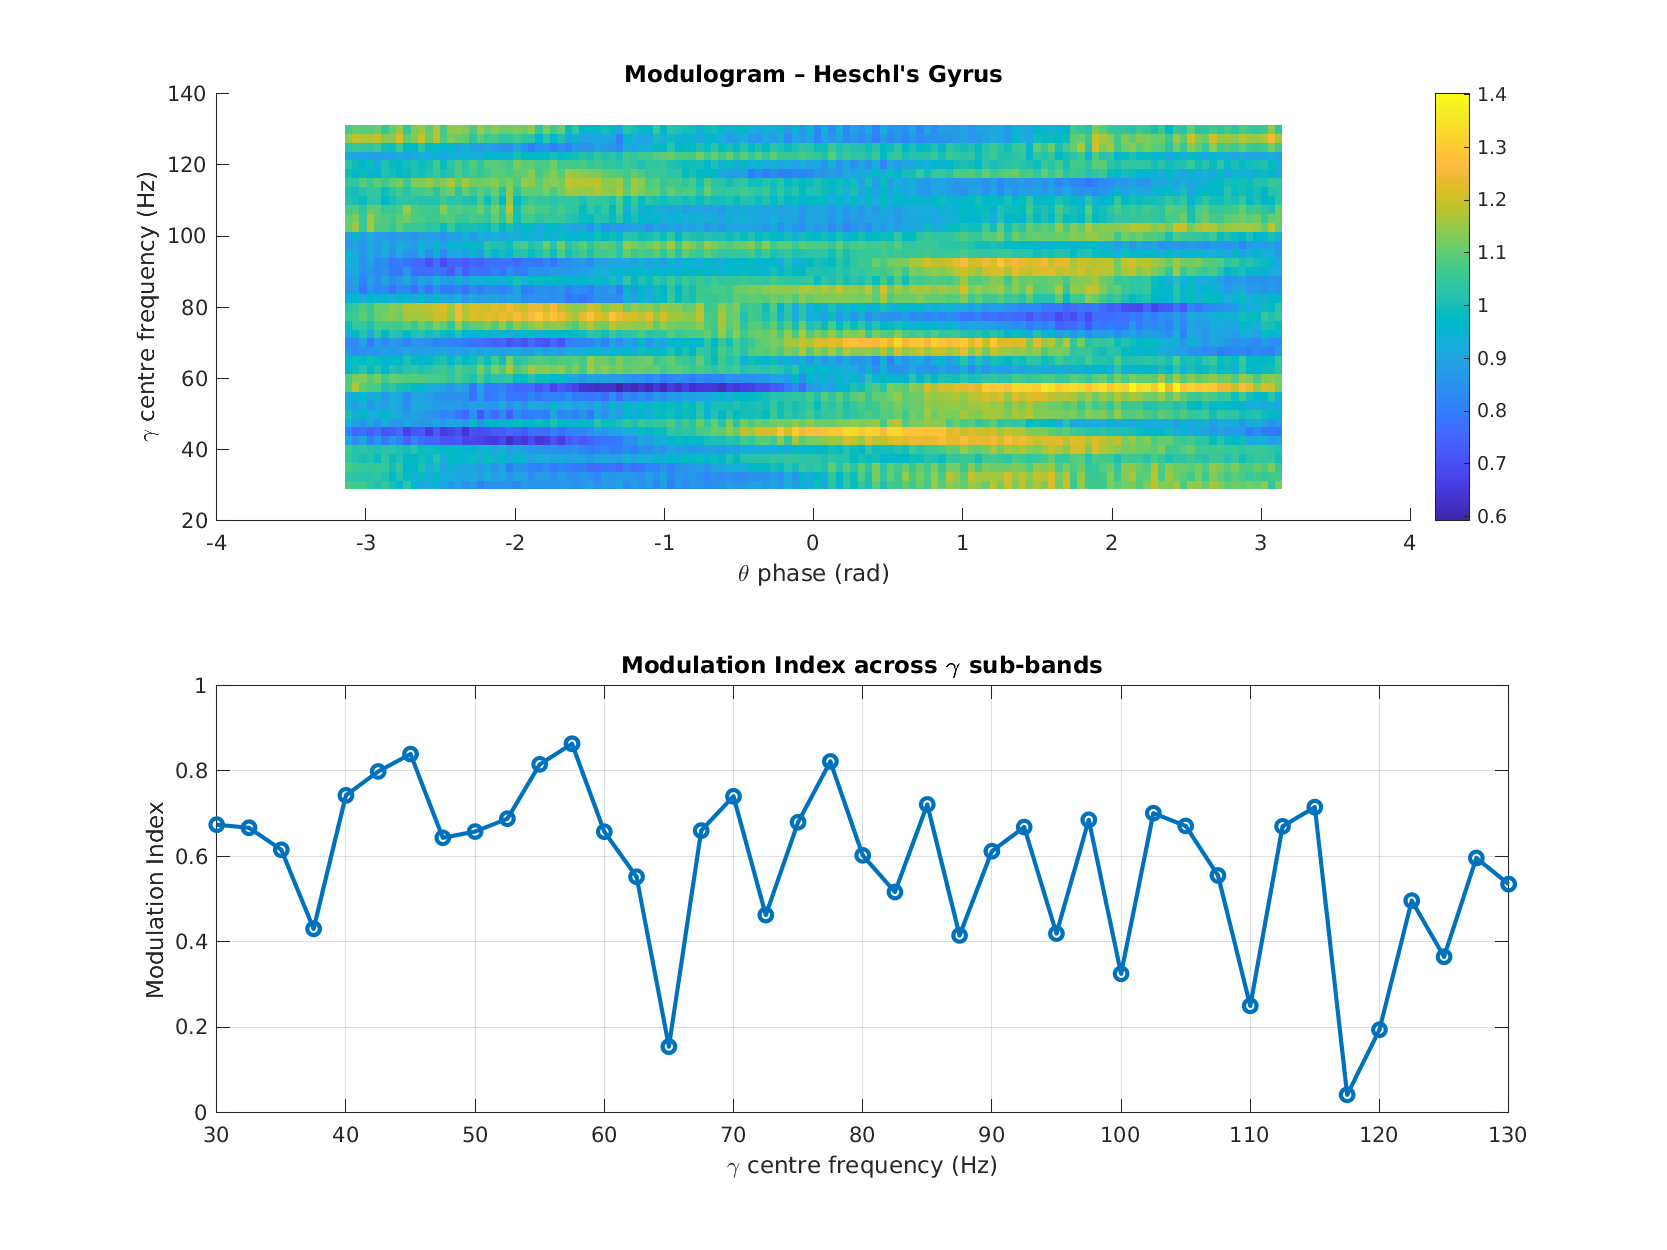 Modulogram – Heschl's Gyrus
140
120
100
80
60
40
20
γ centre frequency (Hz)
-4 -3 -2 -1 0 1 2 3 4
θ phase (rad)
1.4
1.3
1.2
1.1
1
0.9
0.8
0.7
0.6
Modulation Index across γ sub-bands
1
0.8
0.6
0.4
0.2
0
Modulation Index
30 40 50 60 70 80 90 100 110 120 130
γ centre frequency (Hz)